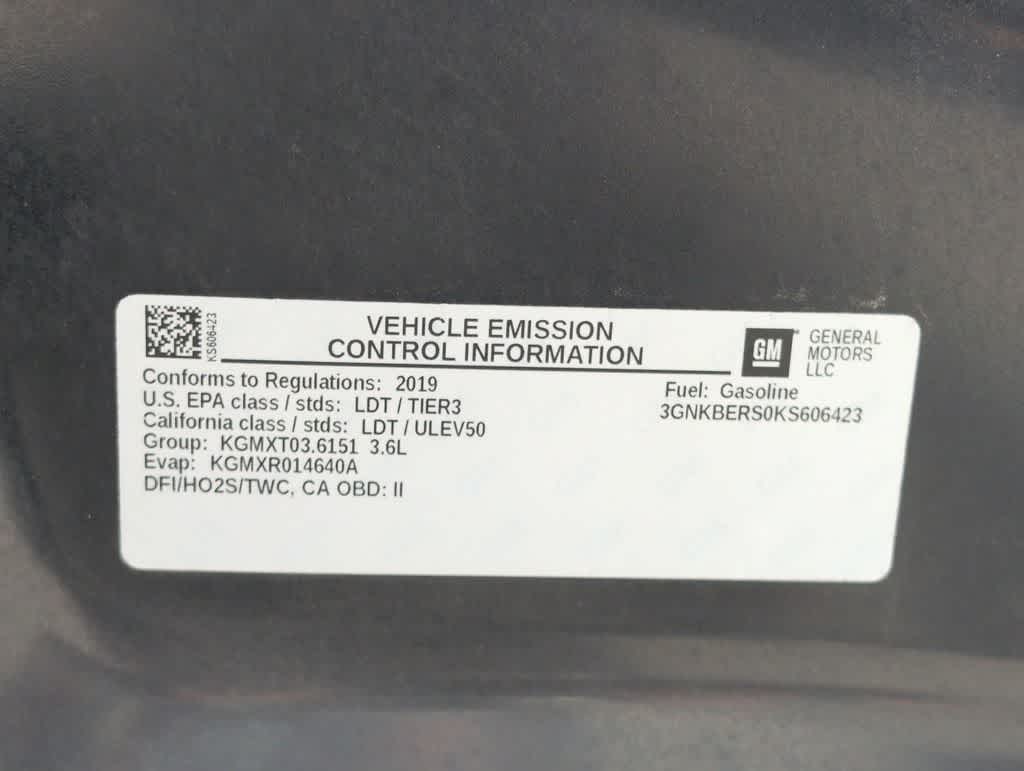 KS606423
VEHICLE EMISSION
CONTROL INFORMATION
GM
GENERAL
MOTORS
LLC
Conforms to Regulations: 2019
U.S. EPA class / stds: LDT / TIER3
California class / stds: LDT / ULEV50
Group: KGMXT03.6151 3.6L
Evap: KGMXR014640A
DFI/HO2S/TWC, CA OBD: II
Fuel: Gasoline
3GNKBERS0KS606423